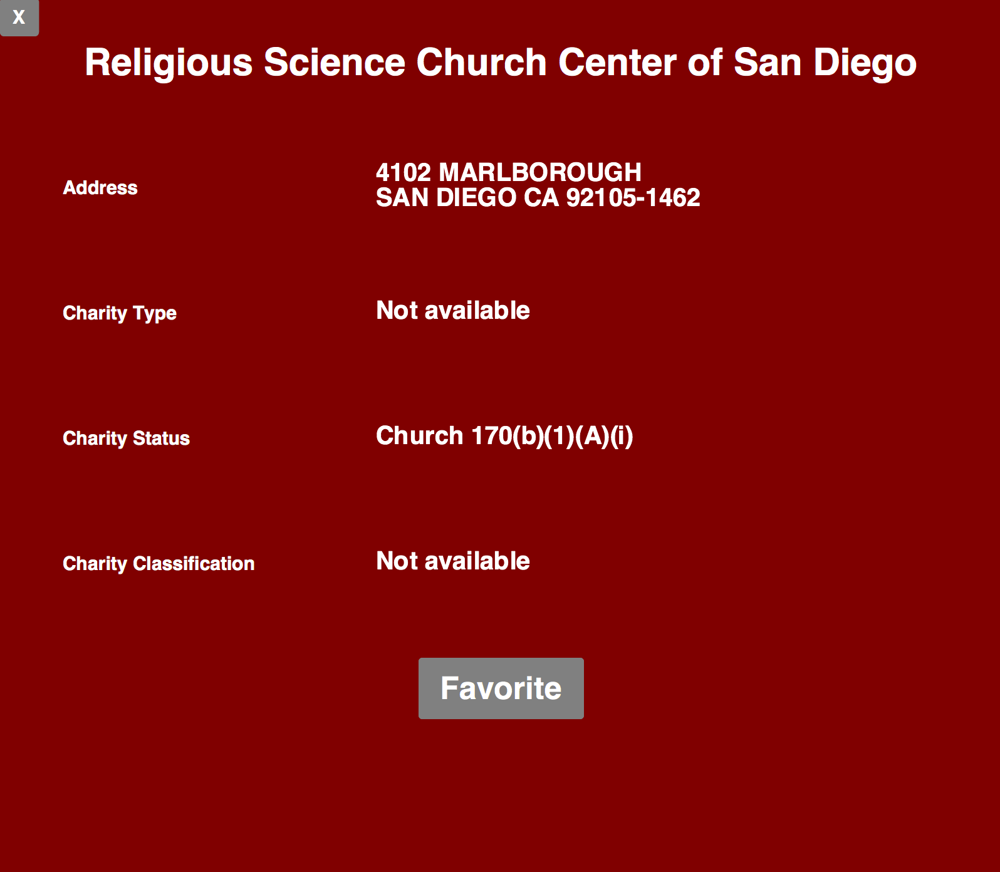 X
Religious Science Church Center of San Diego
Address
4102 MARLBOROUGH
SAN DIEGO CA 92105-1462
Charity Type
Not available
Charity Status
Church 170(b)(1)(A)(i)
Charity Classification
Not available
Favorite